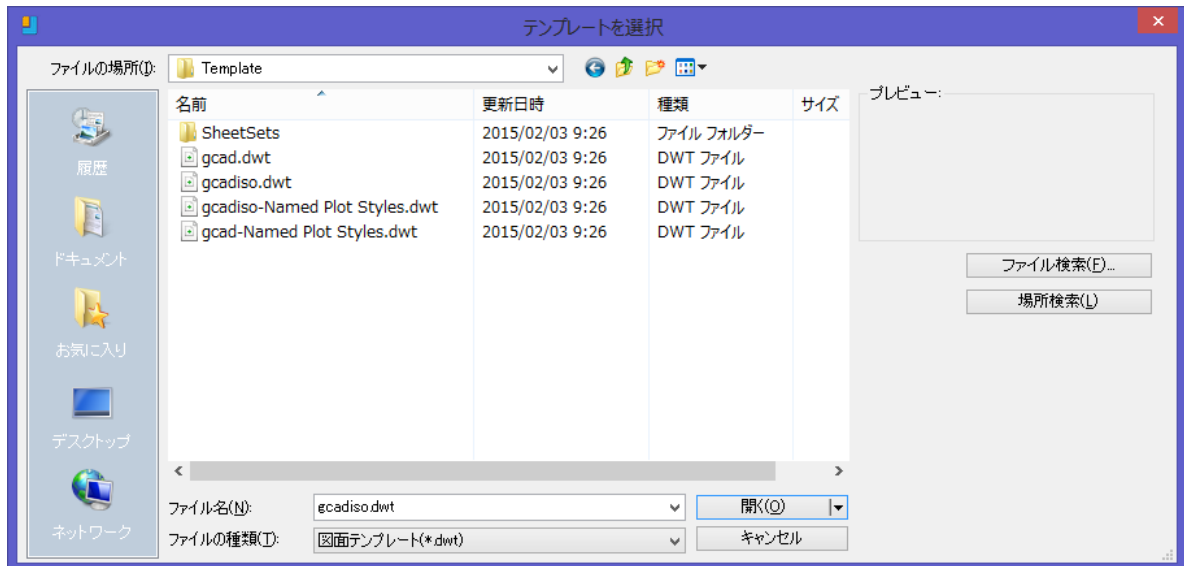 テンプレートを選択
ファイルの場所(I): Template
名前 更新日時 種類 サイズ プレビュー:
SheetSets 2015/02/03 9:26 ファイル フォルダー
gcad.dwt 2015/02/03 9:26 DWT ファイル
gcadiso.dwt 2015/02/03 9:26 DWT ファイル
gcadiso-Named Plot Styles.dwt 2015/02/03 9:26 DWT ファイル
gcad-Named Plot Styles.dwt 2015/02/03 9:26 DWT ファイル
履歴
ドキュメント
お気に入り
デスクトップ
ネットワーク
ファイル検索(F)...
場所検索(L)
ファイル名(N): gcadiso.dwt 開く(O)
ファイルの種類(T): 図面テンプレート(*.dwt) キャンセル